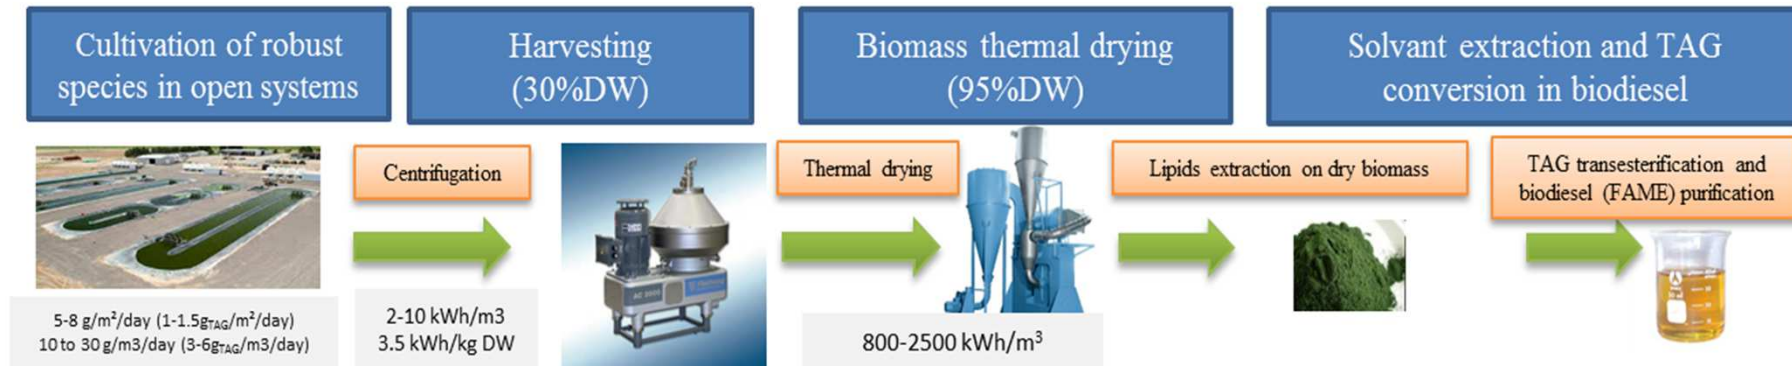 Cultivation of robust
species in open systems
Harvesting
(30%DW)
Biomass thermal drying
(95%DW)
Solvant extraction and TAG
conversion in biodiesel
Centrifugation
Thermal drying
Lipids extraction on dry biomass
TAG transesterification and
biodiesel (FAME) purification
5-8 g/m²/day (1-1.5gTAG/m²/day)
10 to 30 g/m3/day (3-6gTAG/m3/day)
2-10 kWh/m3
3.5 kWh/kg DW
800-2500 kWh/m³